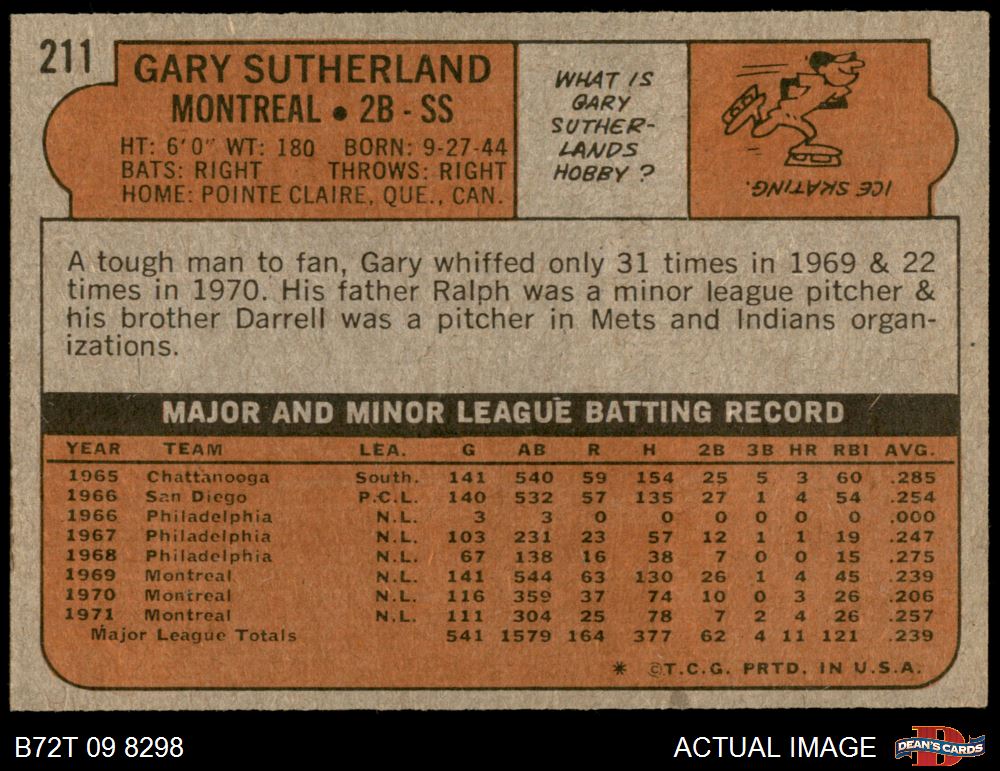 211
GARY SUTHERLAND
MONTREAL • 2B - SS
HT: 6'0" WT: 180 BORN: 9-27-44
BATS: RIGHT THROWS: RIGHT
HOME: POINTE CLAIRE, QUE., CAN.
WHAT IS
GARY
SUTHER-
LANDS
HOBBY ?
ICE SKATING.
A tough man to fan, Gary whiffed only 31 times in 1969 & 22
times in 1970. His father Ralph was a minor league pitcher &
his brother Darrell was a pitcher in Mets and Indians organ-
izations.
MAJOR AND MINOR LEAGUE BATTING RECORD
YEAR TEAM LEA. G AB R H 2B 3B HR RBI AVG.
1965 Chattanooga South. 141 540 59 154 25 5 3 60 .285
1966 San Diego P.C.L. 140 532 57 135 27 1 4 54 .254
1966 Philadelphia N.L. 3 3 0 0 0 0 0 0 .000
1967 Philadelphia N.L. 103 231 23 57 12 1 1 19 .247
1968 Philadelphia N.L. 67 138 16 38 7 0 0 15 .275
1969 Montreal N.L. 141 544 63 130 26 1 4 45 .239
1970 Montreal N.L. 116 359 37 74 10 0 3 26 .206
1971 Montreal N.L. 111 304 25 78 7 2 4 26 .257
Major League Totals 541 1579 164 377 62 4 11 121 .239
* ©T.C.G. PRTD. IN U.S.A.
B72T 09 8298
ACTUAL IMAGE
D
DEAN'S CARDS